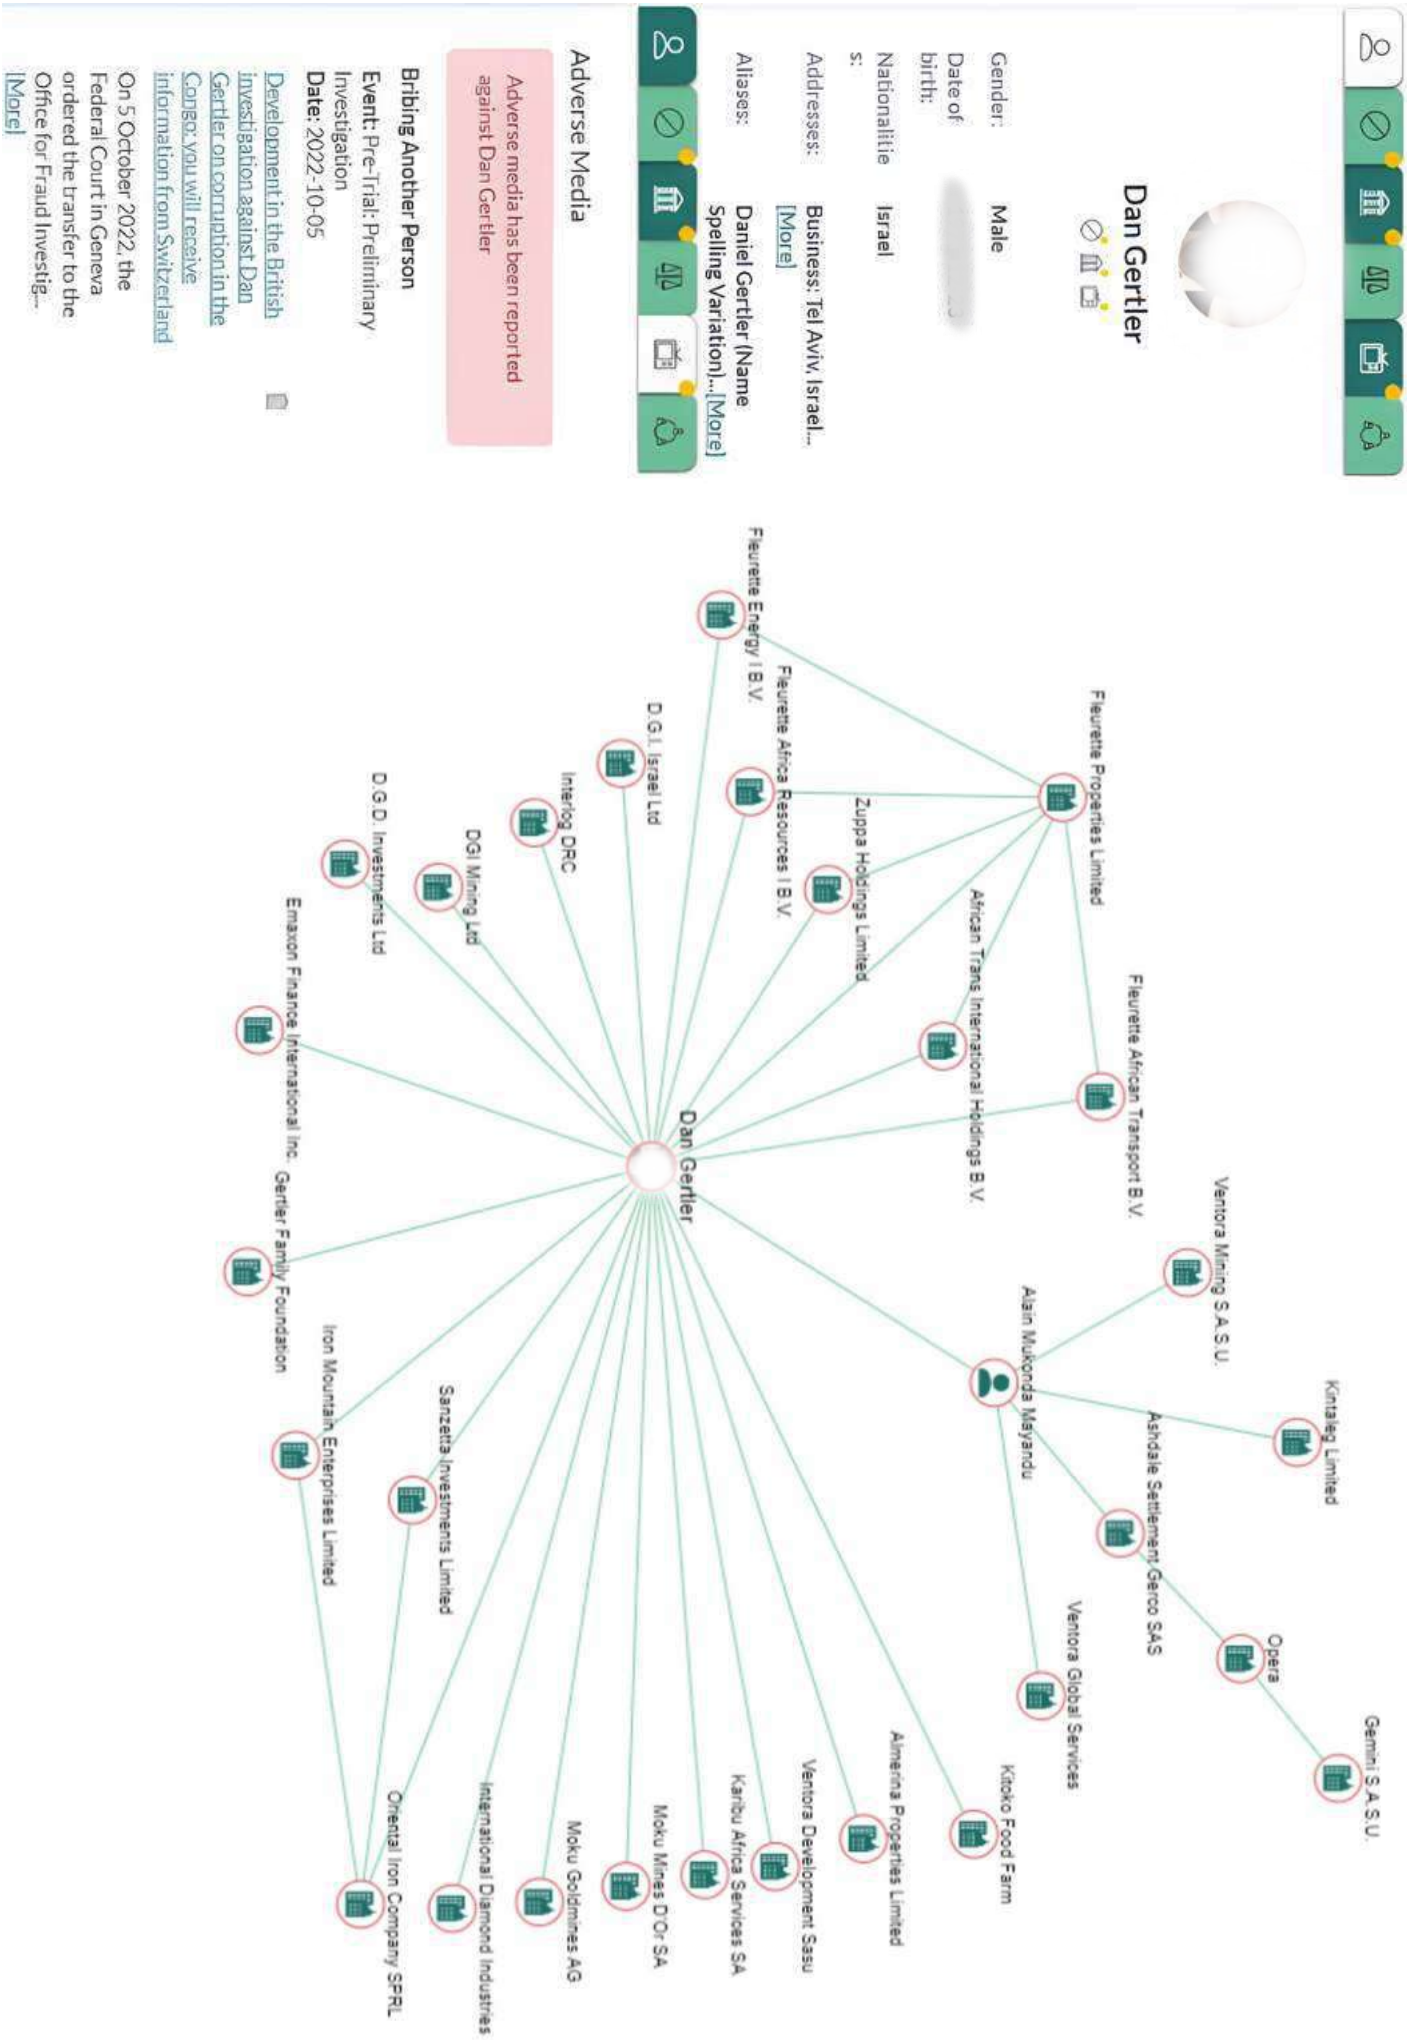 Dan Gertler
Gender:
Male
Date of
birth:
Nationalitie
s:
Israel
Addresses:
Business: Tel Aviv, Israel...
[More]
Aliases:
Daniel Gertler (Name
Spelling Variation)...[More]
Adverse Media
Adverse media has been reported
against Dan Gertler
Bribing Another Person
Event: Pre-Trial: Preliminary
Investigation
Date: 2022-10-05
Development in the British
investigation against Dan
Gertler on corruption in the
Congo: you will receive
information from Switzerland
On 5 October 2022, the
Federal Court in Geneva
ordered the transfer to the
Office for Fraud Investig...
[More]
Gemini S.A.S.U.
Kintaleg Limited
Opera
Ventora Mining S.A.S.U.
Ashdale Settlement Gerco SAS
Fleurette African Transport B.V.
Fleurette Properties Limited
Ventora Global Services
Alain Mukonda Mayandu
Kitoko Food Farm
African Trans International Holdings B.V.
Almerina Properties Limited
Zuppa Holdings Limited
Ventora Development Sasu
Fleurette Africa Resources I B.V.
Fleurette Energy I B.V.
Karibu Africa Services SA
Dan Gertler
Moku Mines D'Or SA
D.G.I. Israel Ltd
Moku Goldmines AG
Interlog DRC
International Diamond Industries
DGI Mining Ltd
Sanzetta Investments Limited
Oriental Iron Company SPRL
D.G.D. Investments Ltd
Iron Mountain Enterprises Limited
Emaxon Finance International Inc.
Gertler Family Foundation